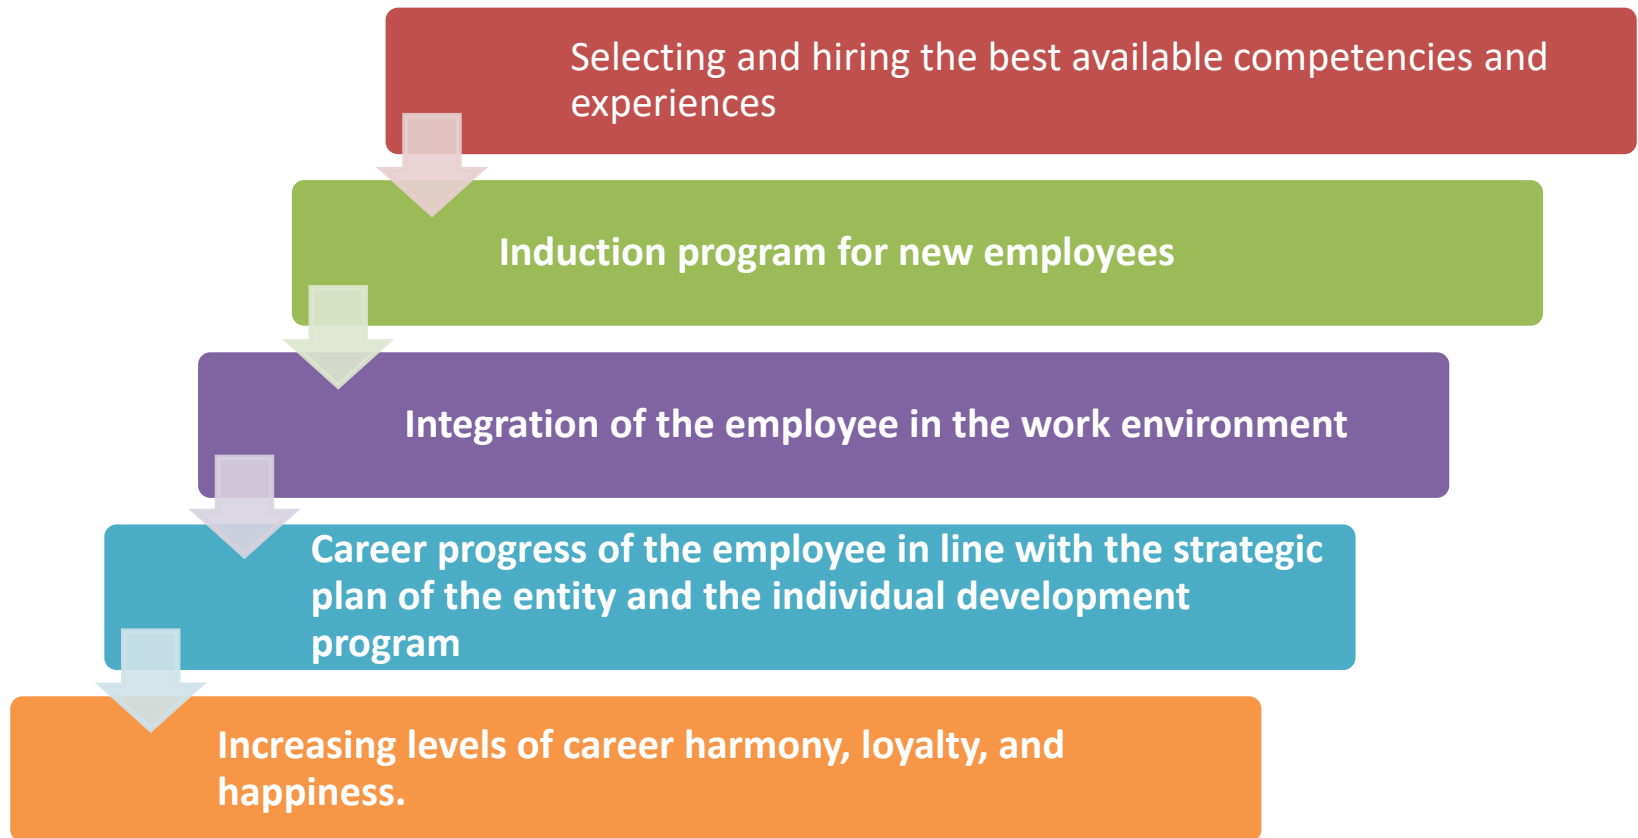 Selecting and hiring the best available competencies and
experiences
Induction program for new employees
Integration of the employee in the work environment
Career progress of the employee in line with the strategic
plan of the entity and the individual development
program
Increasing levels of career harmony, loyalty, and
happiness.